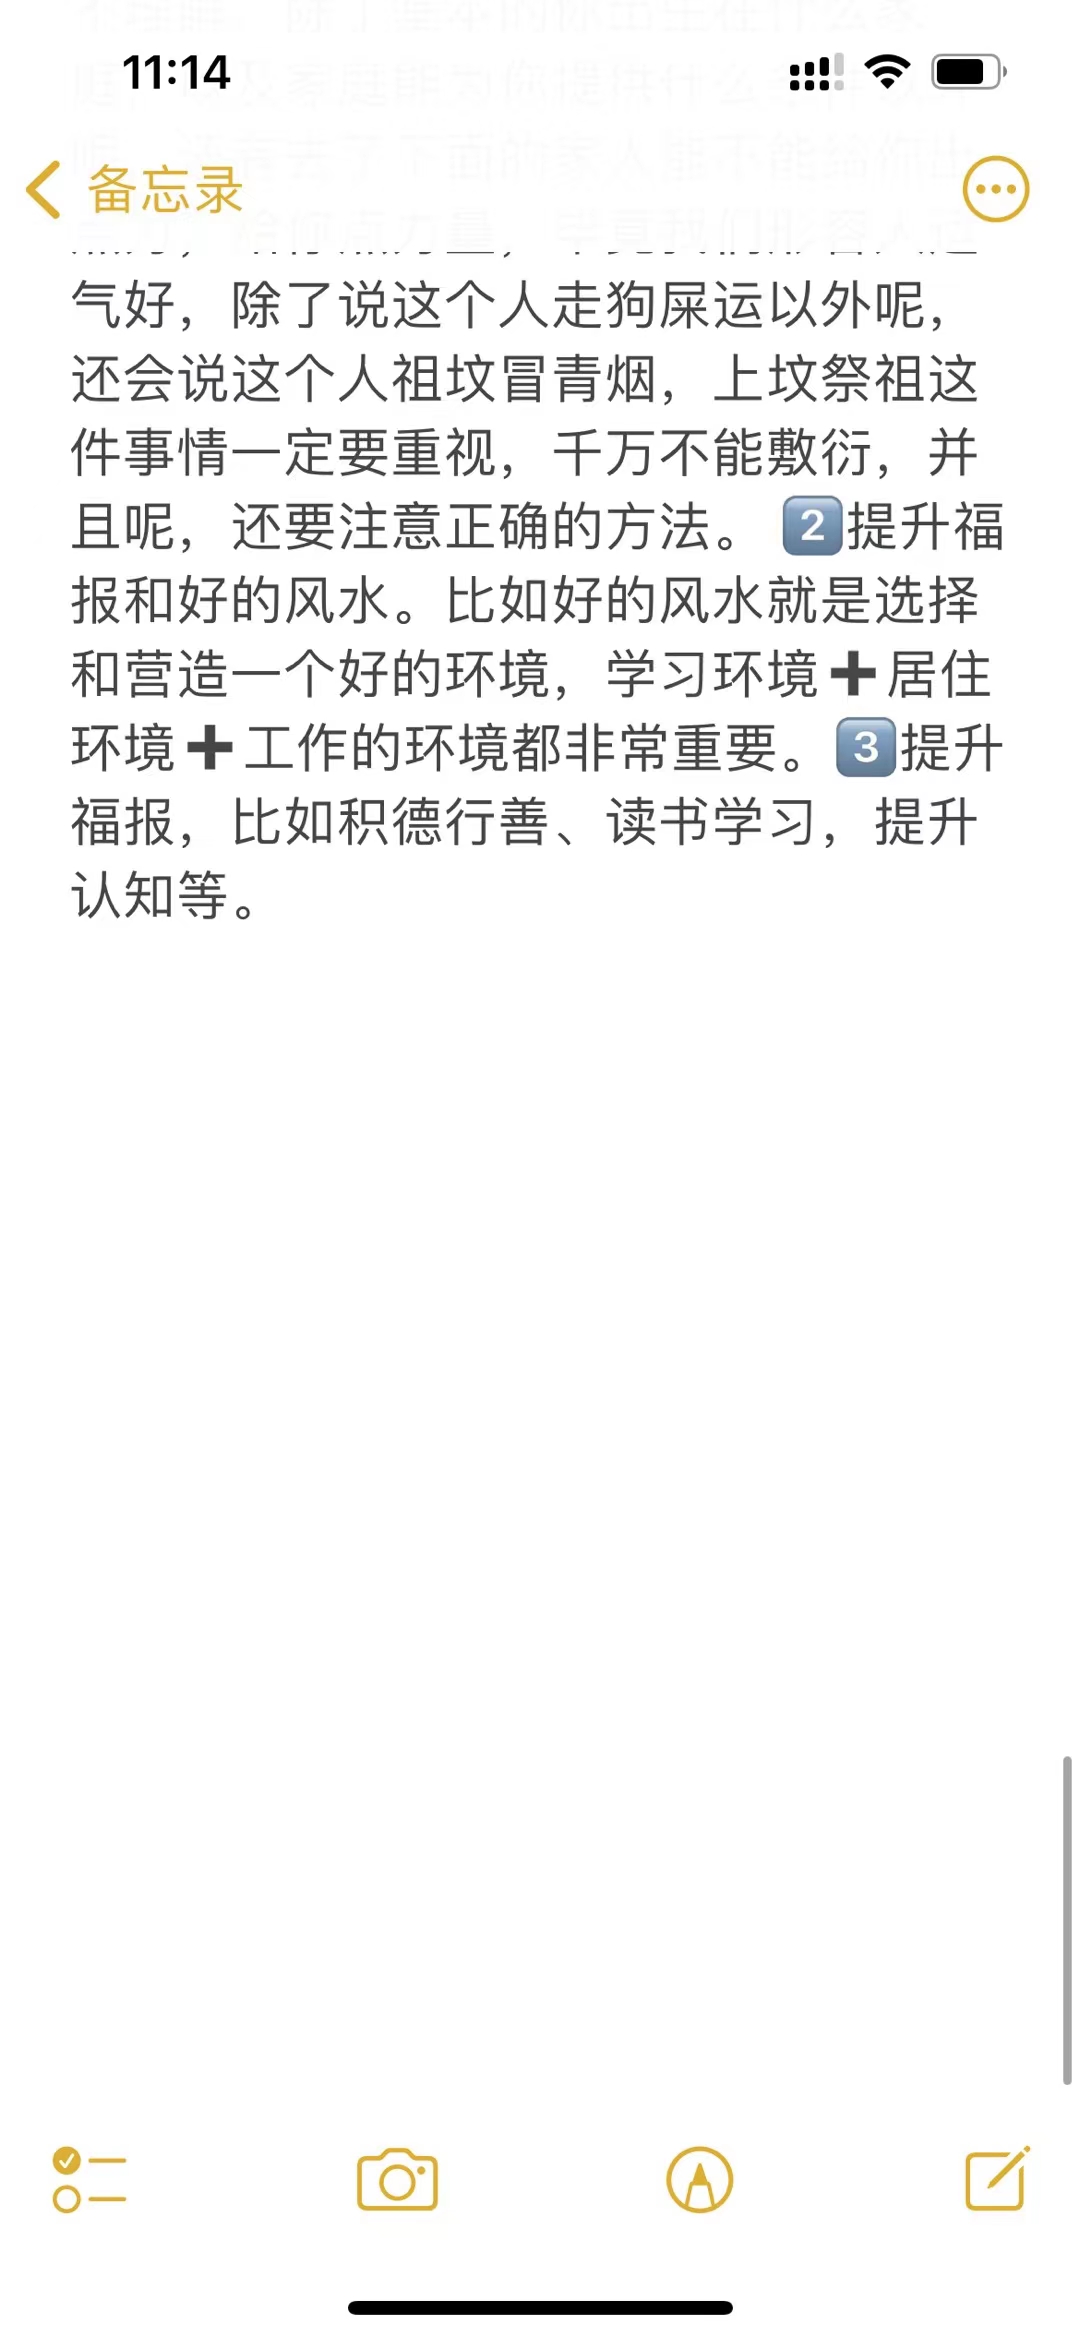 11:14
备忘录
气好，除了说这个人走狗屎运以外呢，
还会说这个人祖坟冒青烟，上坟祭祖这
件事情一定要重视，千万不能敷衍，并
且呢，还要注意正确的方法。 2️⃣提升福
报和好的风水。比如好的风水就是选择
和营造一个好的环境，学习环境➕居住
环境➕工作的环境都非常重要。3️⃣提升
福报，比如积德行善、读书学习，提升
认知等。